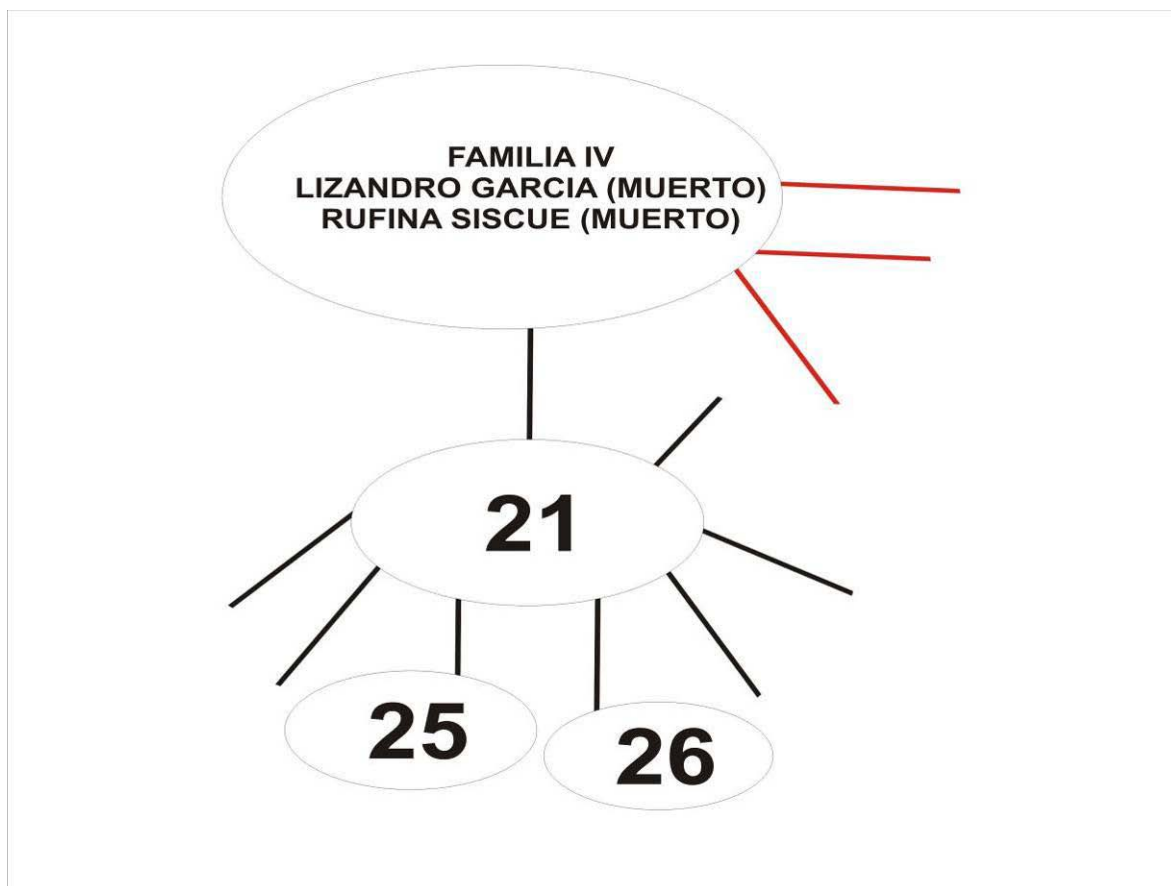 FAMILIA IV
LIZANDRO GARCIA (MUERTO)
RUFINA SISCUE (MUERTO)
21
25
26